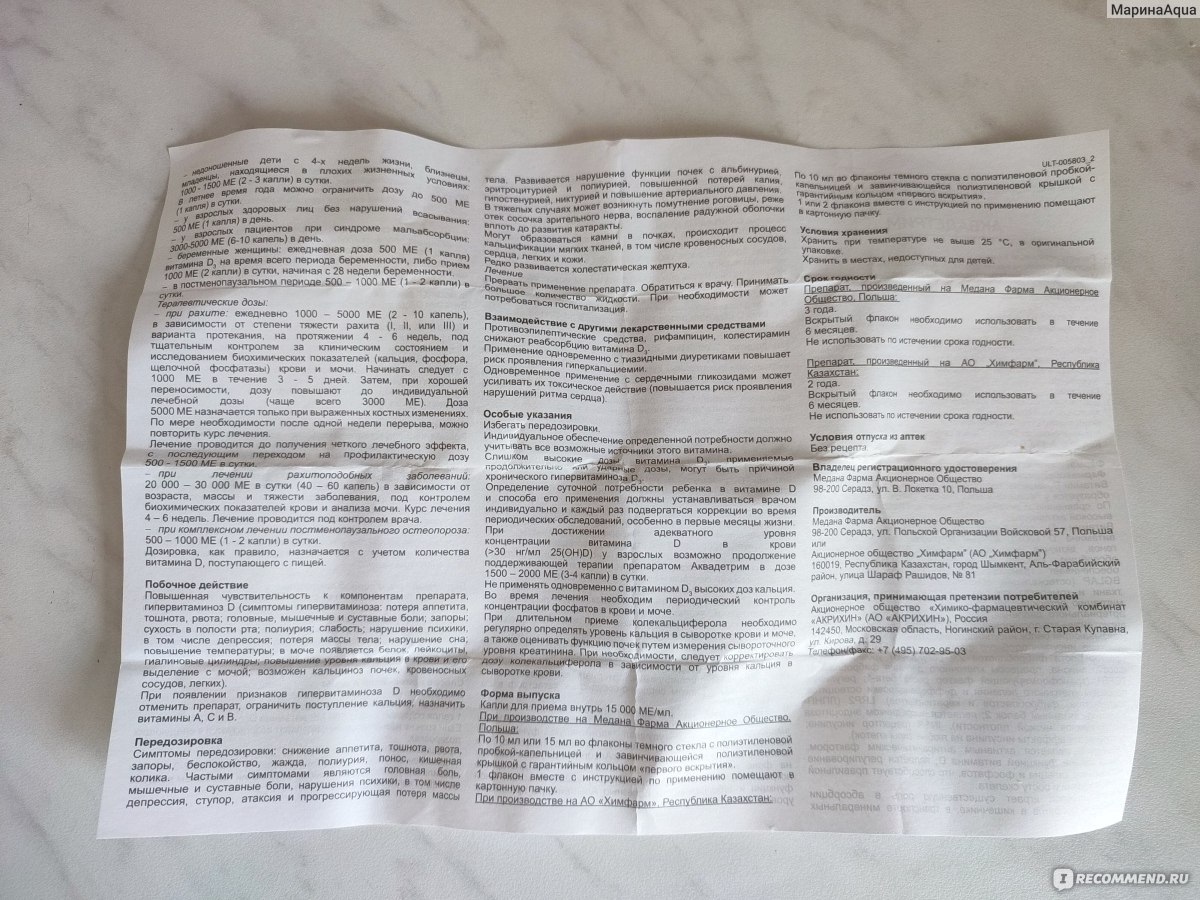 МаринаAqua
- недоношенные дети с 4-х недель жизни, близнецы,
младенцы, находящиеся в плохих жизненных условиях:
1000 - 1500 МЕ (2 - 3 капли) в сутки.
В летнее время года можно ограничить дозу до 500 МЕ
(1 капля) в сутки.
– у взрослых здоровых лиц без нарушений всасывания:
500 МЕ (1 капля) в день.
- у взрослых пациентов при синдроме мальабсорбции:
3000-5000 МЕ (6-10 капель) в день.
- беременные женщины: ежедневная доза 500 МЕ (1 капля)
витамина D₃ на время всего периода беременности, либо прием
1000 МЕ (2 капли) в сутки, начиная с 28 недели беременности.
- в постменопаузальном периоде 500 – 1000 МЕ (1 - 2 капли) в
сутки.
Терапевтические дозы:
– при рахите: ежедневно 1000 – 5000 МЕ (2 - 10 капель),
в зависимости от степени тяжести рахита (I, II, или III) и
варианта протекания, на протяжении 4 - 6 недель, под
тщательным контролем за клиническим состоянием и
исследованием биохимических показателей (кальция, фосфора,
щелочной фосфатазы) крови и мочи. Начинать следует с
1000 МЕ в течение 3 - 5 дней. Затем, при хорошей
переносимости, дозу повышают до индивидуальной
лечебной дозы (чаще всего 3000 МЕ). Доза
5000 МЕ назначается только при выраженных костных изменениях.
По мере необходимости после одной недели перерыва, можно
повторить курс лечения.
Лечение проводится до получения четкого лечебного эффекта,
с последующим переходом на профилактическую дозу
500 - 1500 МЕ в сутки.
- при лечении рахитоподобных заболеваний:
20 000 – 30 000 МЕ в сутки (40 – 60 капель) в зависимости от
возраста, массы и тяжести заболевания, под контролем
биохимических показателей крови и анализа мочи. Курс лечения
4 – 6 недель. Лечение проводится под контролем врача.
– при комплексном лечении постменопаузального остеопороза:
500 – 1000 МЕ (1 - 2 капли) в сутки.
Дозировка, как правило, назначается с учетом количества
витамина D, поступающего с пищей.
Побочное действие
Повышенная чувствительность к компонентам препарата,
гипервитаминоз D (симптомы гипервитаминоза: потеря аппетита,
тошнота, рвота; головные, мышечные и суставные боли; запоры;
сухость в полости рта; полиурия; слабость; нарушение психики,
в том числе депрессия; потеря массы тела; нарушение сна;
повышение температуры; в моче появляется белок, лейкоциты,
гиалиновые цилиндры; повышение уровня кальция в крови и его
выделение с мочой; возможен кальциноз почек, кровеносных
сосудов, легких).
При появлении признаков гипервитаминоза D необходимо
отменить препарат, ограничить поступление кальция, назначить
витамины А, С и В.
Передозировка
Симптомы передозировки: снижение аппетита, тошнота, рвота,
запоры, беспокойство, жажда, полиурия, понос, кишечная
колика. Частыми симптомами являются головная боль,
мышечные и суставные боли, нарушения психики, в том числе
депрессия, ступор, атаксия и прогрессирующая потеря массы
тела. Развивается нарушение функции почек с альбинурией,
эритроцитурией и полиурией, повышенной потерей калия,
гипостенурией, никтурией и повышение артериального давления.
В тяжелых случаях может возникнуть помутнение роговицы, реже
отек сосочка зрительного нерва, воспаление радужной оболочки
вплоть до развития катаракты.
Могут образоваться камни в почках, происходит процесс
кальцификации мягких тканей, в том числе кровеносных сосудов,
сердца, легких и кожи.
Редко развивается холестатическая желтуха.
Лечение
Прервать применение препарата. Обратиться к врачу. Принимать
большое количество жидкости. При необходимости может
потребоваться госпитализация.
Взаимодействие с другими лекарственными средствами
Противоэпилептические средства, рифампицин, колестирамин
снижают реабсорбцию витамина D₃.
Применение одновременно с тиазидными диуретиками повышает
риск проявления гиперкальциемии.
Одновременное применение с сердечными гликозидами может
усиливать их токсическое действие (повышается риск проявления
нарушений ритма сердца).
Особые указания
Избегать передозировки.
Индивидуальное обеспечение определенной потребности должно
учитывать все возможные источники этого витамина.
Слишком высокие дозы витамина D₃, применяемые
продолжительно или ударные дозы, могут быть причиной
хронического гипервитаминоза D₃.
Определение суточной потребности ребенка в витамине D
и способа его применения должны устанавливаться врачом
индивидуально и каждый раз подвергаться коррекции во время
периодических обследований, особенно в первые месяцы жизни.
При достижении адекватного уровня
концентрации витамина D в крови
(>30 нг/мл 25(OH)D) у взрослых возможно продолжение
поддерживающей терапии препаратом Аквадетрим в дозе
1500 – 2000 МЕ (3-4 капли) в сутки.
Не применять одновременно с витамином D₃ высоких доз кальция.
Во время лечения необходим периодический контроль
концентрации фосфатов в крови и моче.
При длительном приеме колекальциферола необходимо
регулярно определять уровень кальция в сыворотке крови и моче,
а также оценивать функцию почек путем измерения сывороточного
уровня креатинина. При необходимости, следует корректировать
дозу колекальциферола в зависимости от уровня кальция в
сыворотке крови.
Форма выпуска
Капли для приема внутрь 15 000 МЕ/мл.
При производстве на Медана Фарма Акционерное Общество,
Польша:
По 10 мл или 15 мл во флаконы темного стекла с полиэтиленовой
пробкой-капельницей и завинчивающейся полиэтиленовой
крышкой с гарантийным кольцом «первого вскрытия».
1 флакон вместе с инструкцией по применению помещают в
картонную пачку.
При производстве на АО «Химфарм», Республика Казахстан:
ULT-005803_2
По 10 мл во флаконы темного стекла с полиэтиленовой пробкой-
капельницей и завинчивающейся полиэтиленовой крышкой с
гарантийным кольцом «первого вскрытия».
1 или 2 флакона вместе с инструкцией по применению помещают
в картонную пачку.
Условия хранения
Хранить при температуре не выше 25 °С, в оригинальной
упаковке.
Хранить в местах, недоступных для детей.
Срок годности
Препарат, произведенный на Медана Фарма Акционерное
Общество, Польша:
3 года.
Вскрытый флакон необходимо использовать в течение
6 месяцев.
Не использовать по истечении срока годности.
Препарат, произведенный на АО „Химфарм”, Республика
Казахстан:
2 года.
Вскрытый флакон необходимо использовать в течение
6 месяцев.
Не использовать по истечении срока годности.
Условия отпуска из аптек
Без рецепта.
Владелец регистрационного удостоверения
Медана Фарма Акционерное Общество
98-200 Серадз, ул. В. Локетка 10, Польша
Производитель
Медана Фарма Акционерное Общество
98-200 Серадз, ул. Польской Организации Войсковой 57, Польша
или
Акционерное общество „Химфарм” (АО „Химфарм”)
160019, Республика Казахстан, город Шымкент, Аль-Фарабийский
район, улица Шараф Рашидов, № 81
Организация, принимающая претензии потребителей
Акционерное общество «Химико-фармацевтический комбинат
«АКРИХИН» (АО «АКРИХИН»), Россия
142450, Московская область, Ногинский район, г. Старая Купавна,
ул. Кирова, д. 29
Телефон/факс: +7 (495) 702-95-03
IRECOMMEND.RU